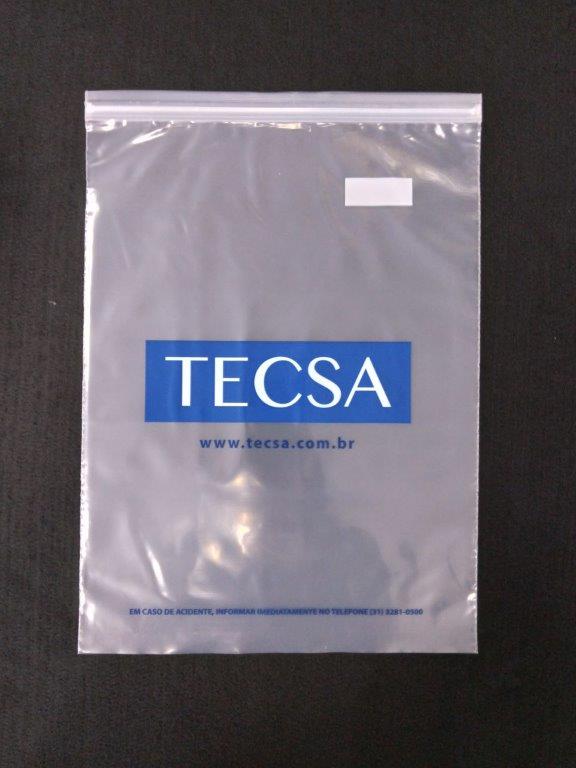 TECSA
www.tecsa.com.br
EM CASO DE ACIDENTE, INFORMAR IMEDIATAMENTE NO TELEFONE (31) 3281-0500